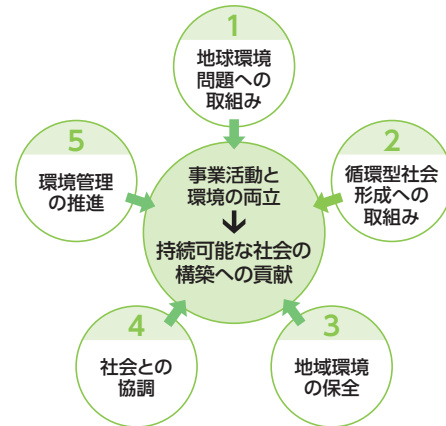 1
地球環境
問題への
取組み
2
循環型社会
形成への
取組み
3
地域環境
の保全
4
社会との
協調
5
環境管理
の推進
事業活動と
環境の両立
持続可能な社会の
構築への貢献